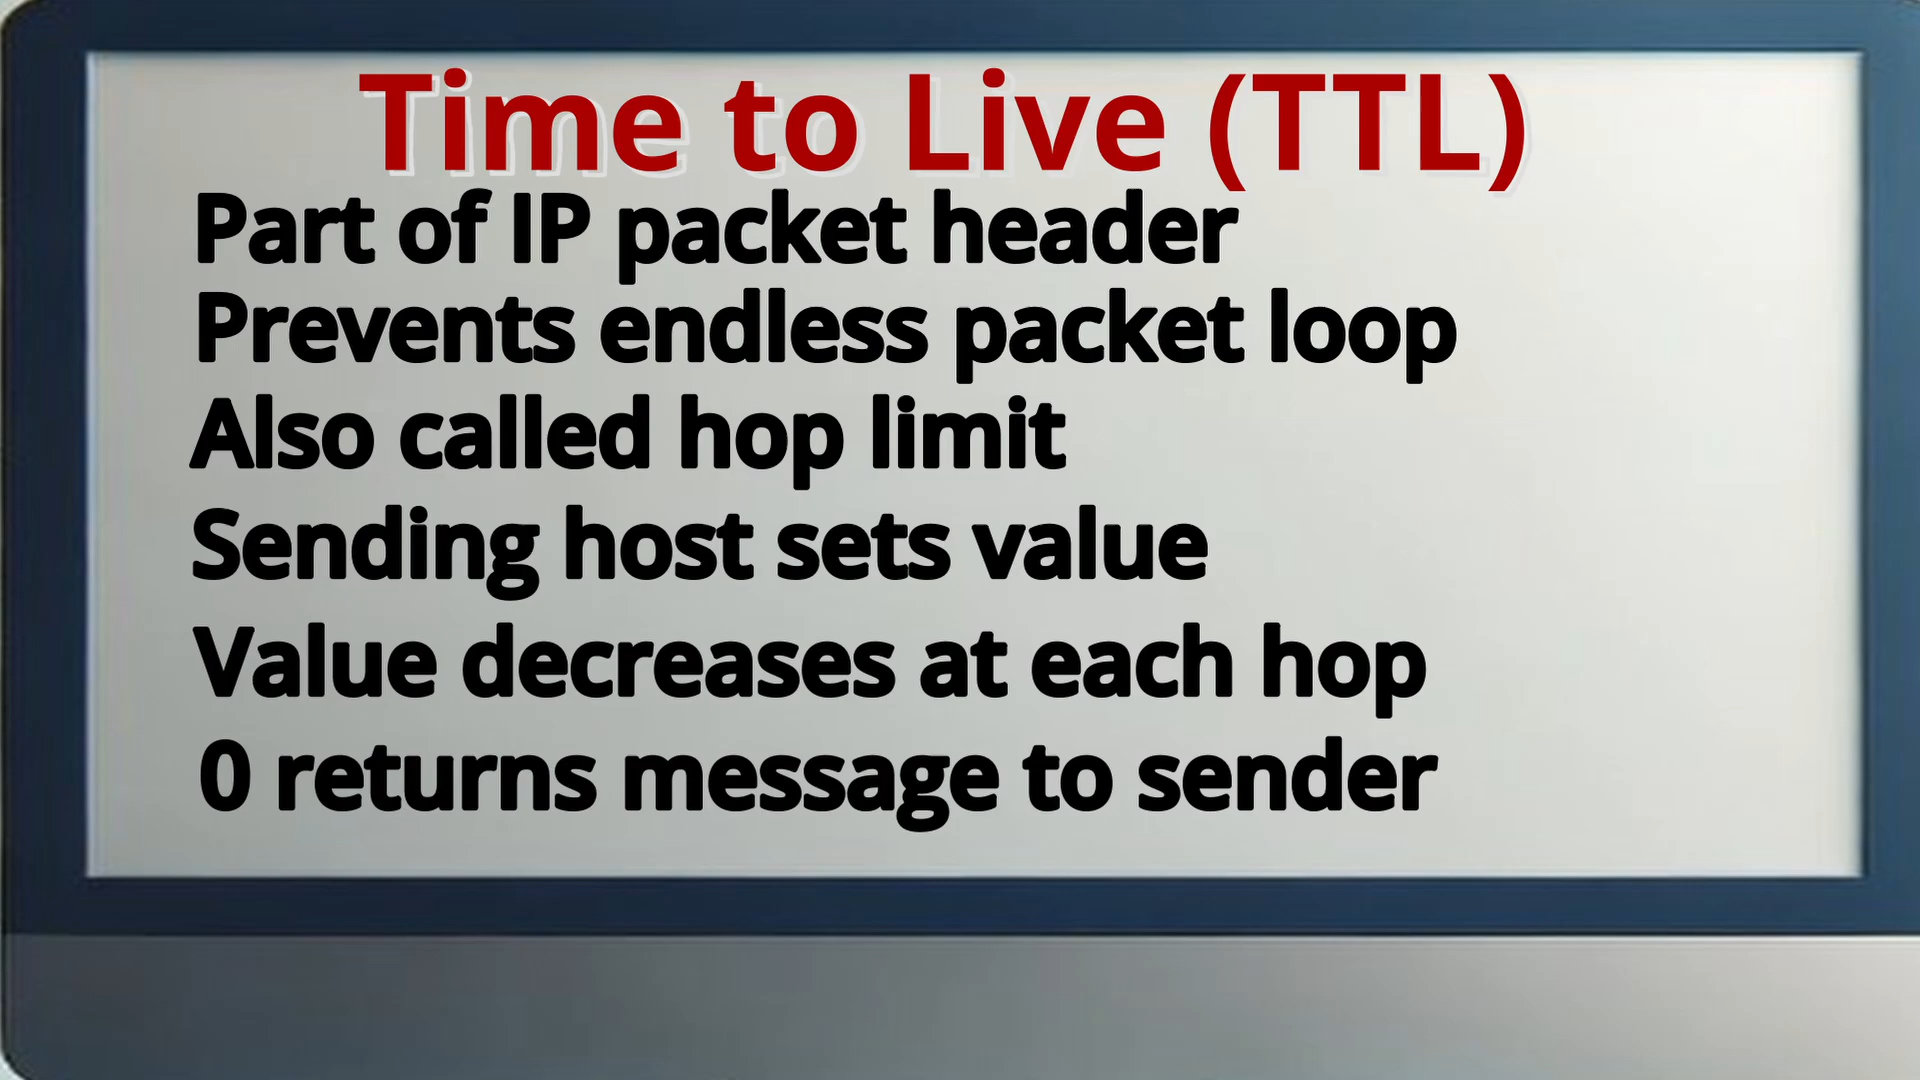 Time to Live (TTL)
Part of IP packet header
Prevents endless packet loop
Also called hop limit
Sending host sets value
Value decreases at each hop
0 returns message to sender